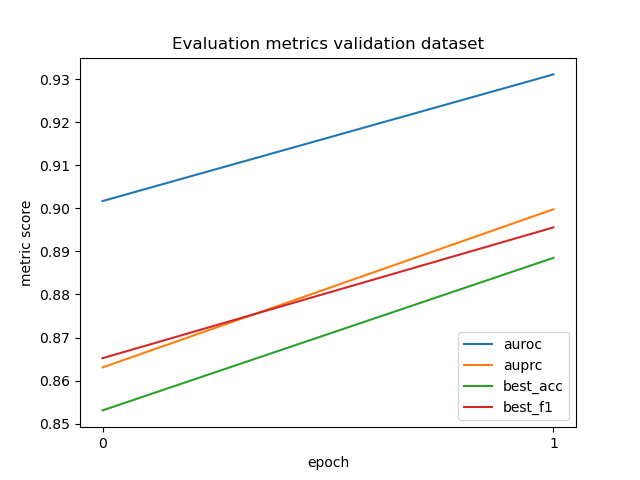 Evaluation metrics validation dataset
metric score
0.93
0.92
0.91
0.90
0.89
0.88
0.87
0.86
0.85
auroc
auprc
best_acc
best_f1
0
1
epoch